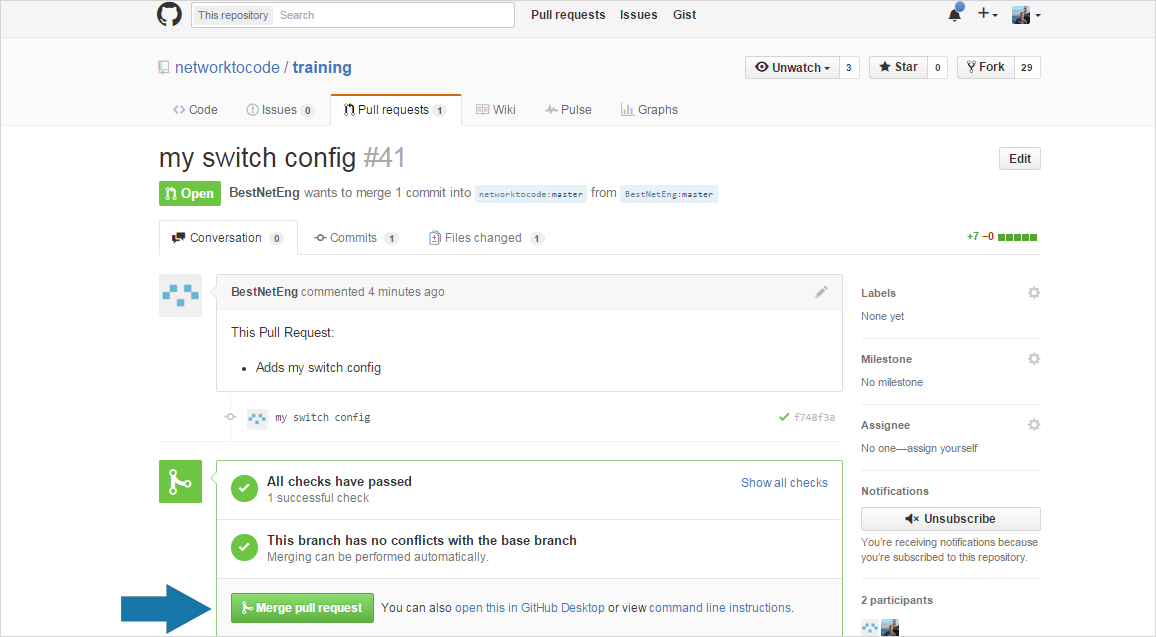 This repository Search Pull requests Issues Gist
networktocode / training Unwatch 3 Star 0 Fork 29
Code Issues 0 Pull requests 1 Wiki Pulse Graphs
my switch config #41 Edit
Open BestNetEng wants to merge 1 commit into networktocode:master from BestNetEng:master
Conversation 0 Commits 1 Files changed 1 +7 −0
BestNetEng commented 4 minutes ago
This Pull Request:
• Adds my switch config
my switch config f748f3a
All checks have passed
1 successful check
Show all checks
This branch has no conflicts with the base branch
Merging can be performed automatically.
Merge pull request You can also open this in GitHub Desktop or view command line instructions.
Labels
None yet
Milestone
No milestone
Assignee
No one—assign yourself
Notifications
Unsubscribe
You're receiving notifications because
you're subscribed to this repository.
2 participants